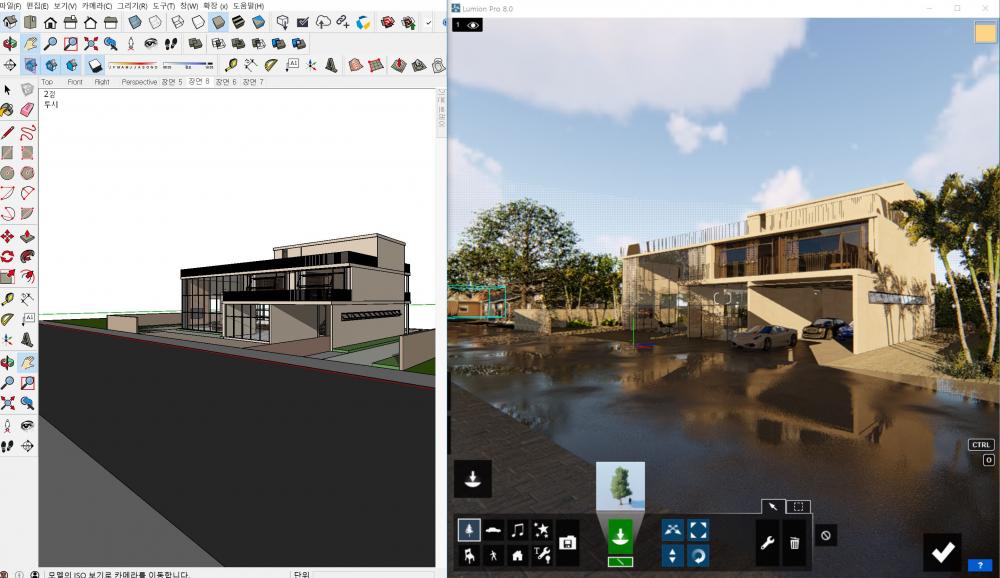 파일(F) 편집(E) 보기(V) 카메라(C) 그리기(R) 도구(T) 창(W) 확장 (x) 도움말(H)
Top Front Right Perspective 장면 5 장면 8 장면 6 장면 7
2점
투시
모델의 ISO 보기로 카메라를 이동합니다.
단위
Lumion Pro 8.0
1
CTRL
O
?